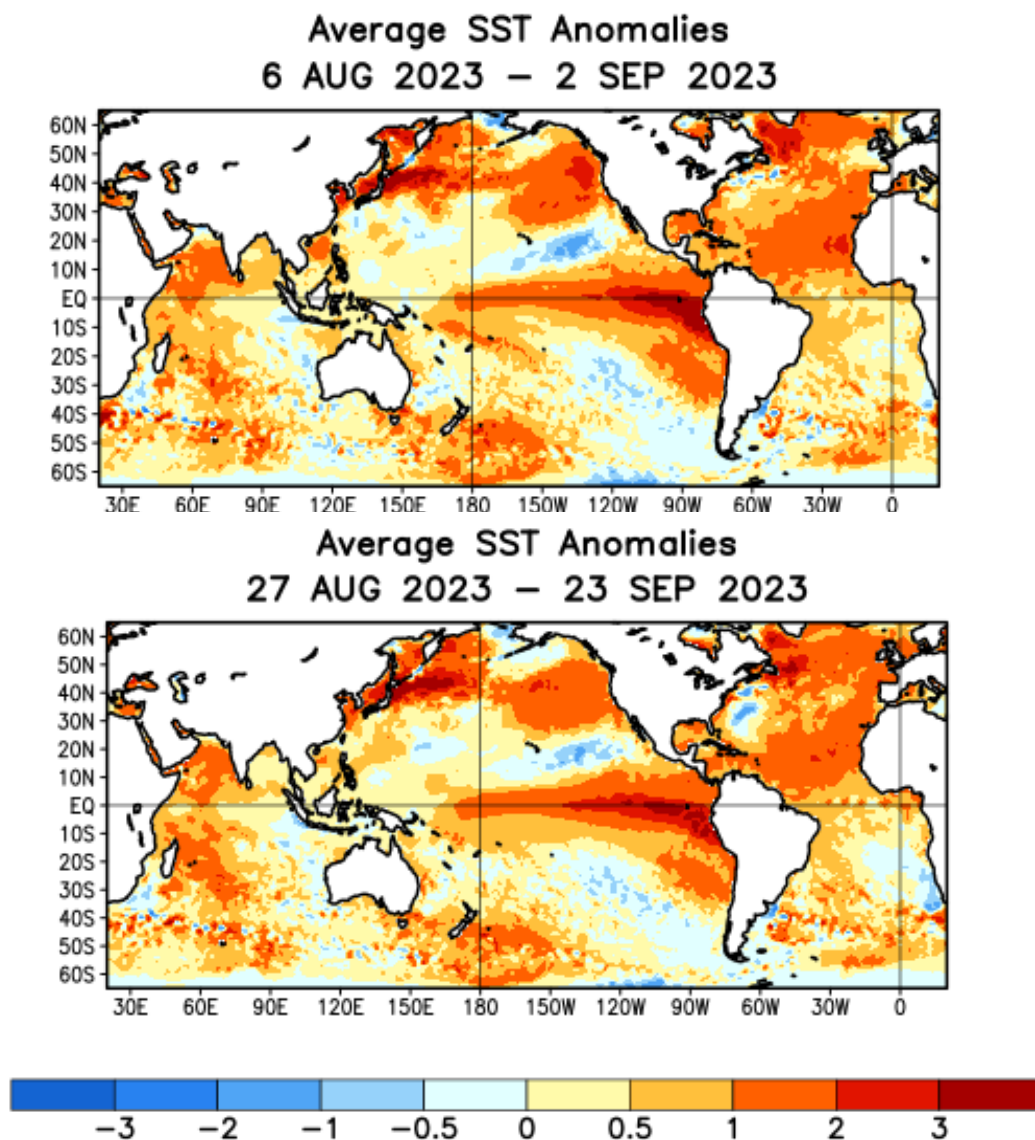 Average SST Anomalies
6 AUG 2023 – 2 SEP 2023
60N
50N
40N
30N
20N
10N
EQ
10S
20S
30S
40S
50S
60S
30E 60E 90E 120E 150E 180 150W 120W 90W 60W 30W 0
Average SST Anomalies
27 AUG 2023 – 23 SEP 2023
60N
50N
40N
30N
20N
10N
EQ
10S
20S
30S
40S
50S
60S
30E 60E 90E 120E 150E 180 150W 120W 90W 60W 30W 0
-3 -2 -1 -0.5 0 0.5 1 2 3